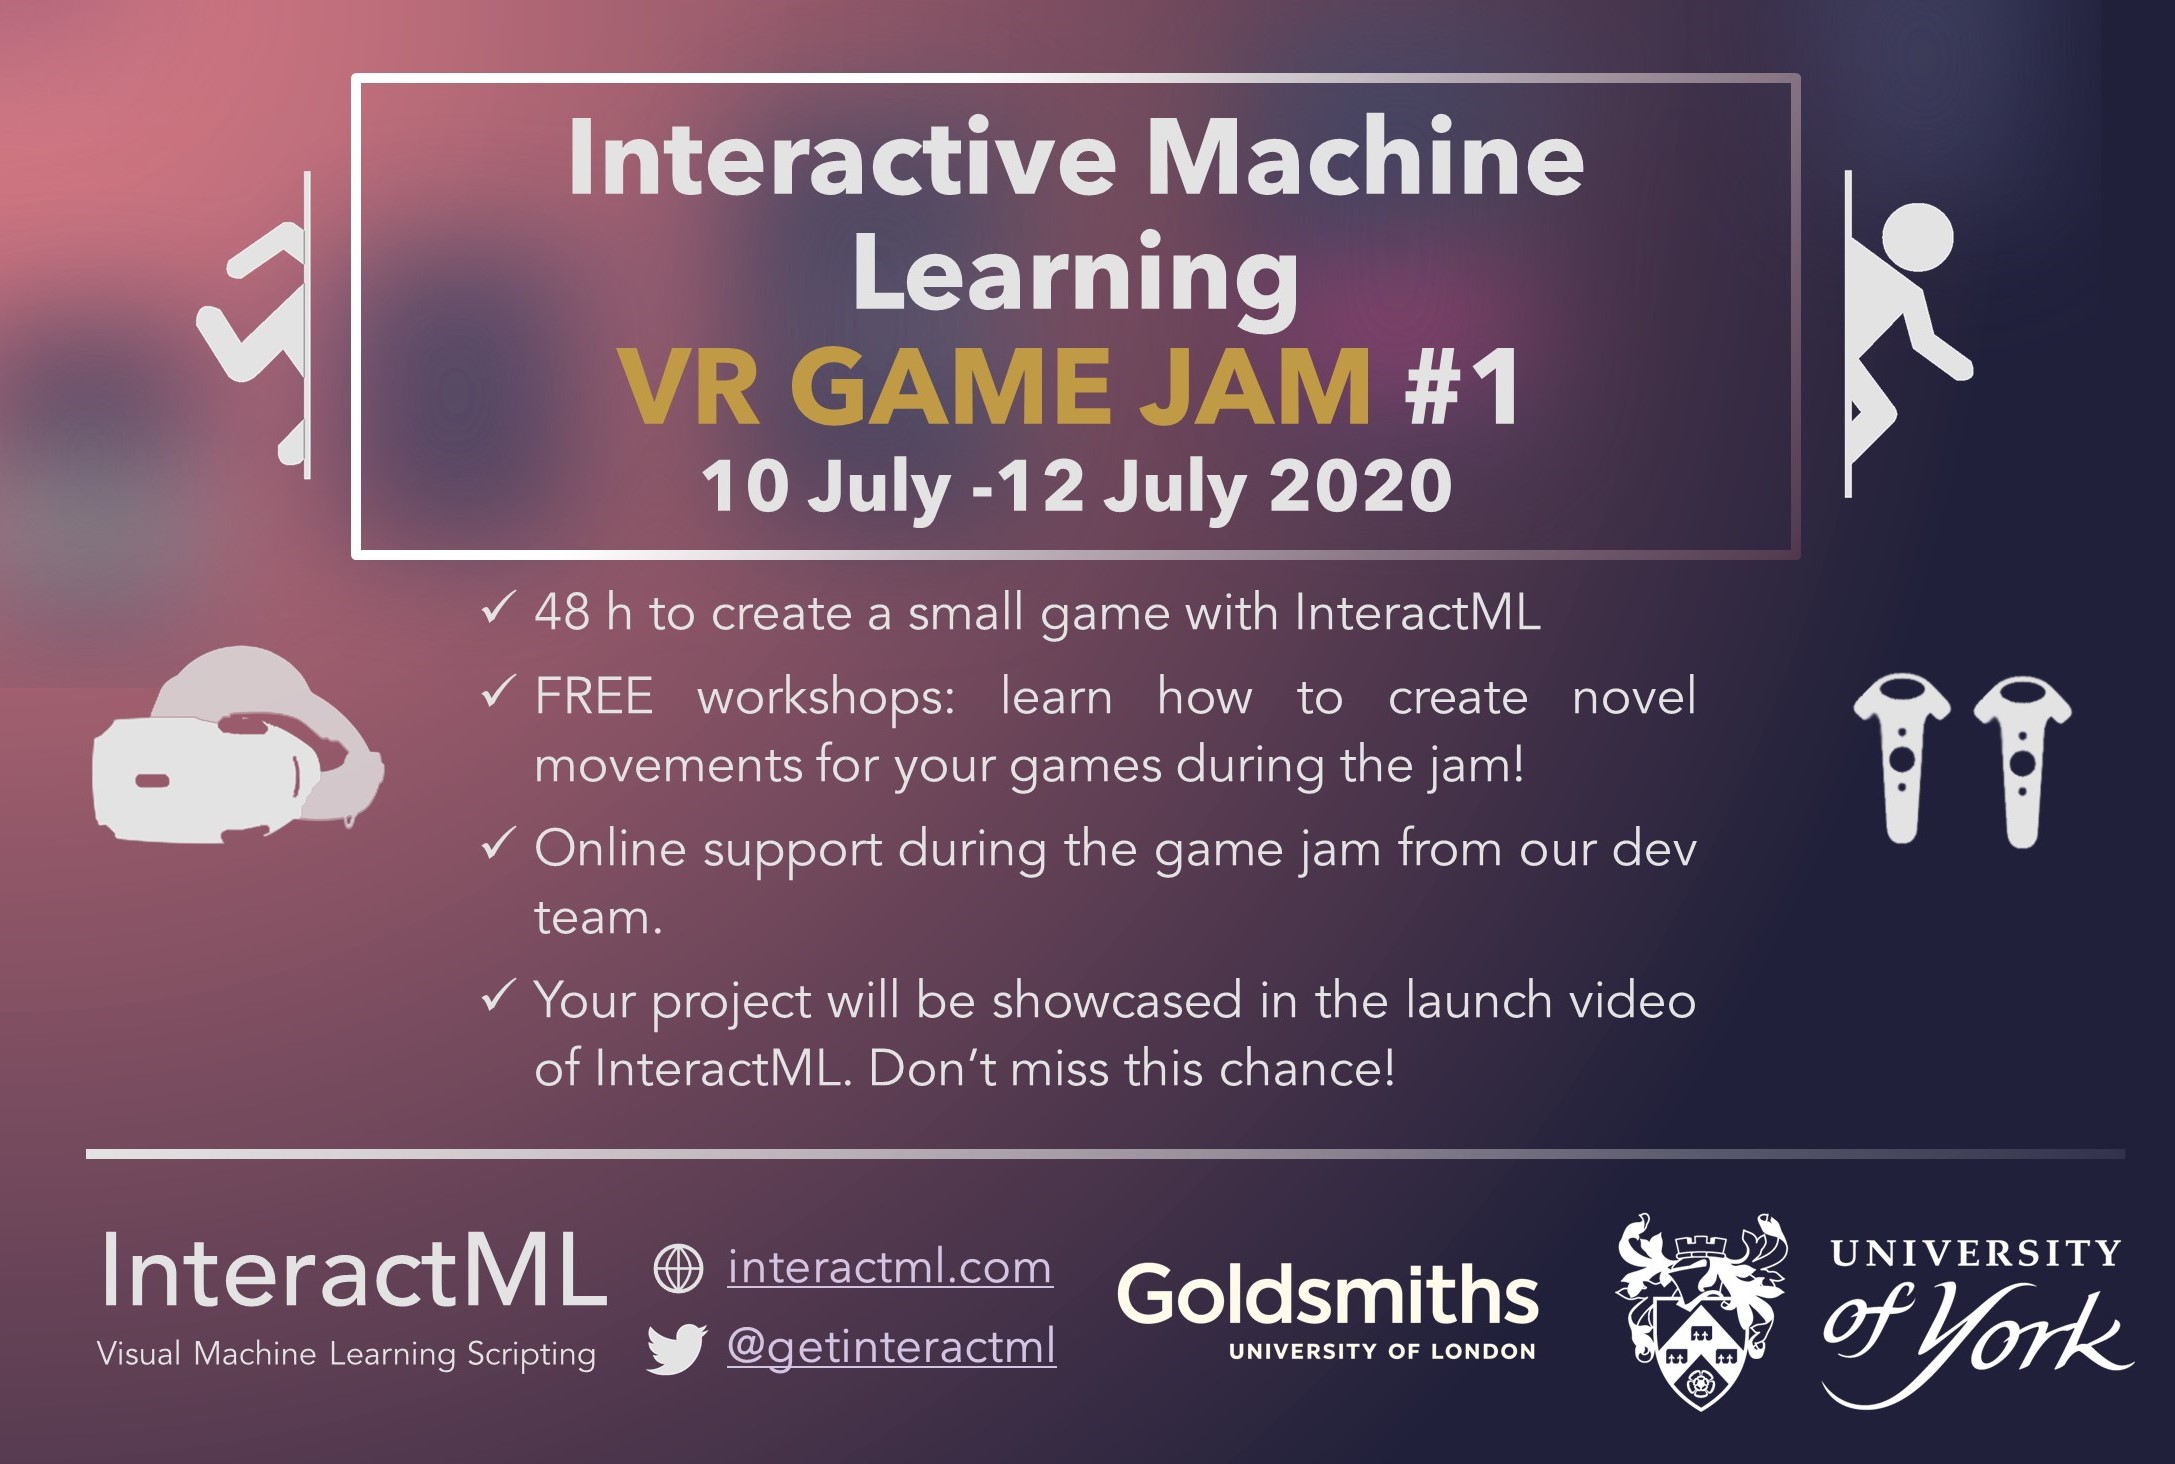 Interactive Machine
Learning
VR GAME JAM #1
10 July -12 July 2020
✓ 48 h to create a small game with InteractML
✓ FREE workshops: learn how to create novel
movements for your games during the jam!
✓ Online support during the game jam from our dev
team.
✓ Your project will be showcased in the launch video
of InteractML. Don't miss this chance!
InteractML
Visual Machine Learning Scripting
interactml.com
@getinteractml
Goldsmiths
UNIVERSITY OF LONDON
UNIVERSITY
of York